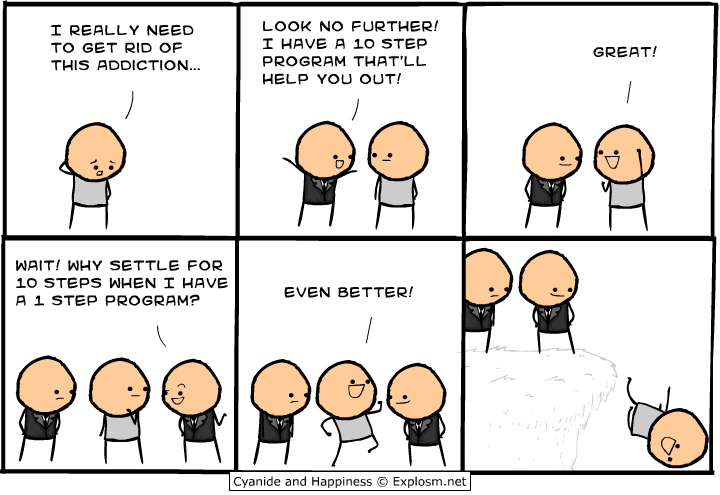 I REALLY NEED
TO GET RID OF
THIS ADDICTION...
LOOK NO FURTHER!
I HAVE A 10 STEP
PROGRAM THAT'LL
HELP YOU OUT!
GREAT!
WAIT! WHY SETTLE FOR
10 STEPS WHEN I HAVE
A 1 STEP PROGRAM?
EVEN BETTER!
Cyanide and Happiness © Explosm.net